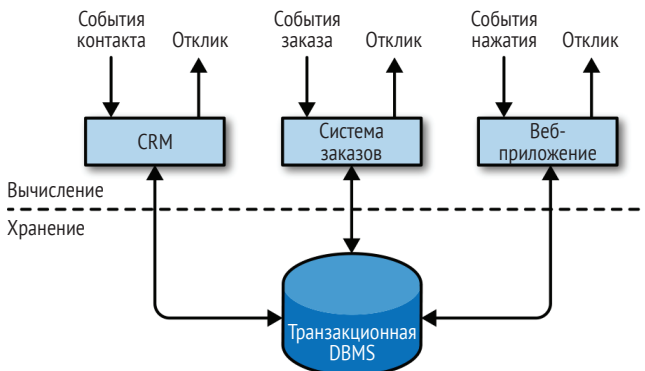 События контакта
Отклик
События заказа
Отклик
События нажатия
Отклик
CRM
Система заказов
Веб-приложение
Вычисление
Хранение
Транзакционная DBMS